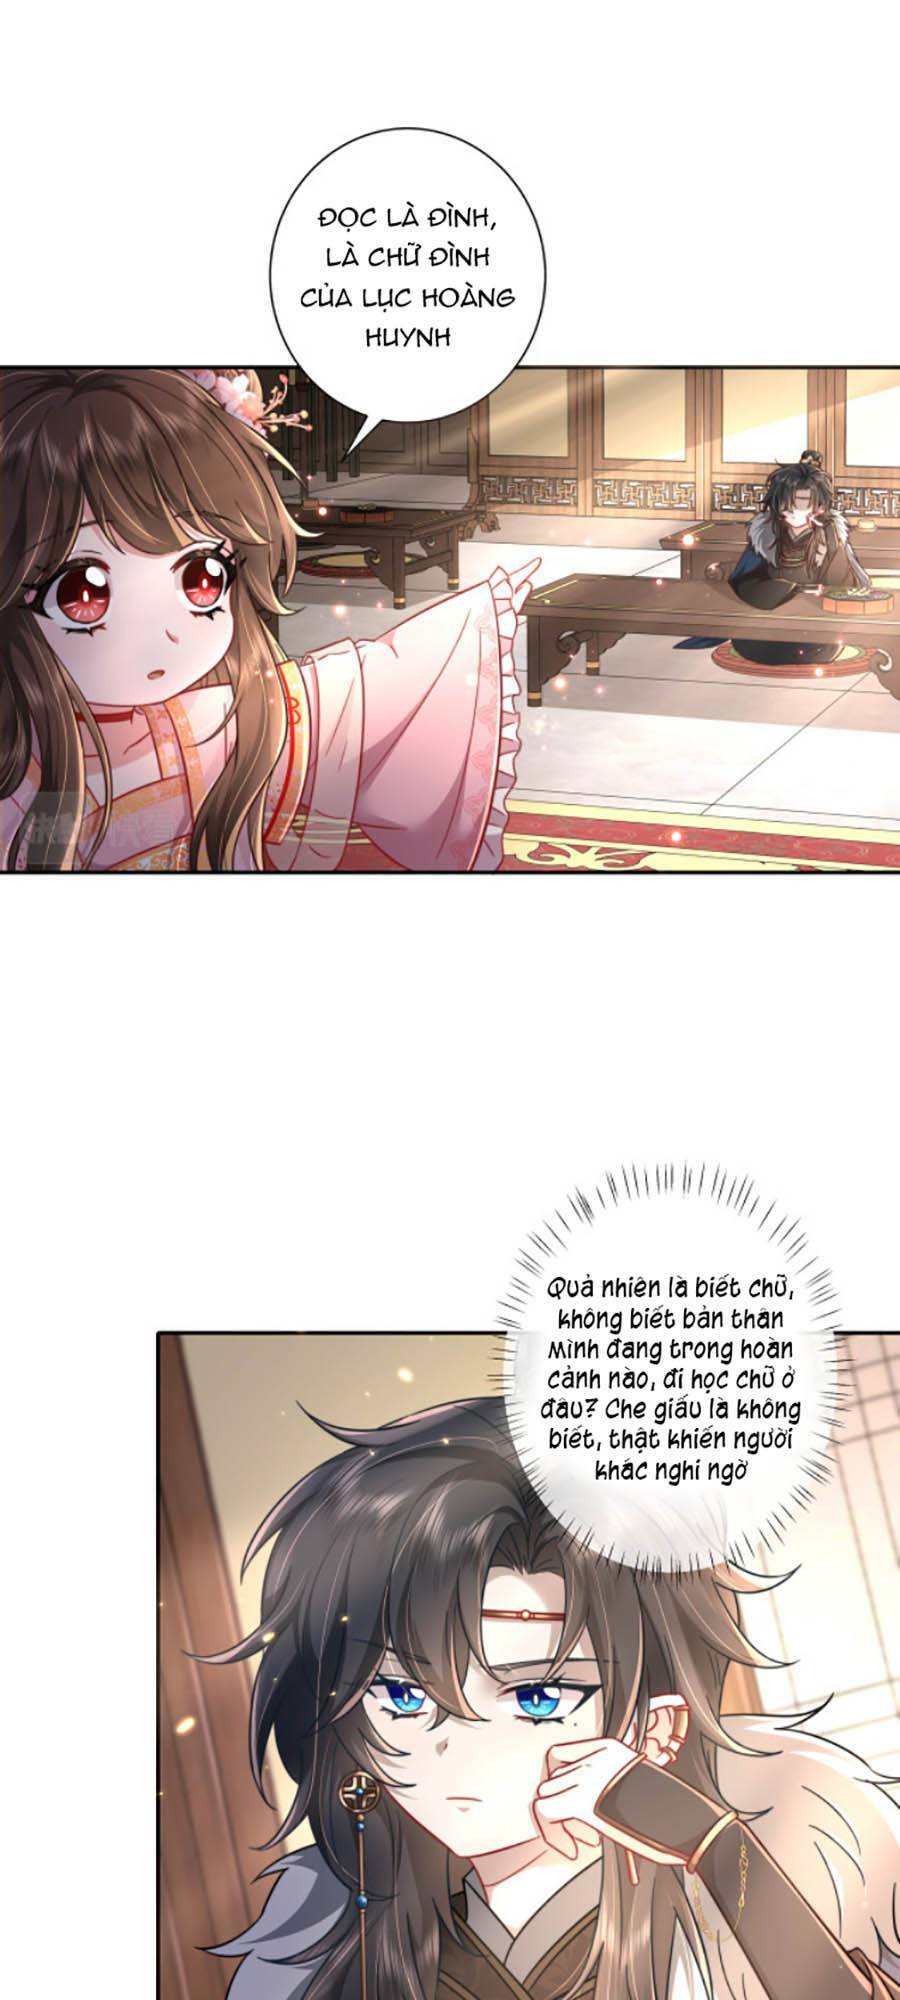 ĐỌC LÀ ĐÌNH,
LÀ CHỮ ĐÌNH
CỦA LỤC HOÀNG
HUYNH
Quả nhiên là biết chữ,
không biết bản thân
mình đang trong hoàn
cảnh nào, đi học chữ ở
đâu? Che giấu là không
biết, thật khiến người
khác nghi ngờ